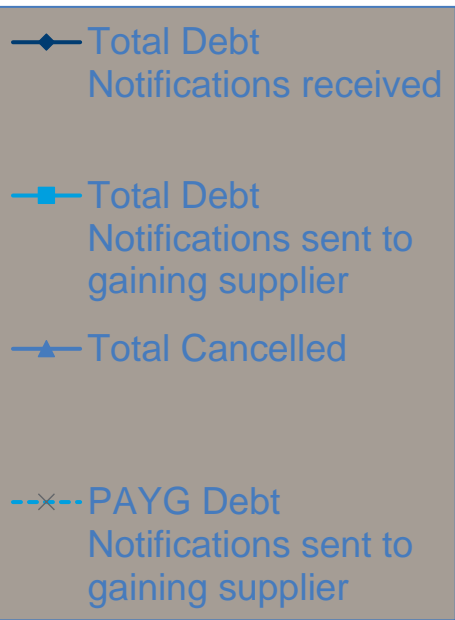 Total Debt
Notifications received
Total Debt
Notifications sent to
gaining supplier
Total Cancelled
PAYG Debt
Notifications sent to
gaining supplier